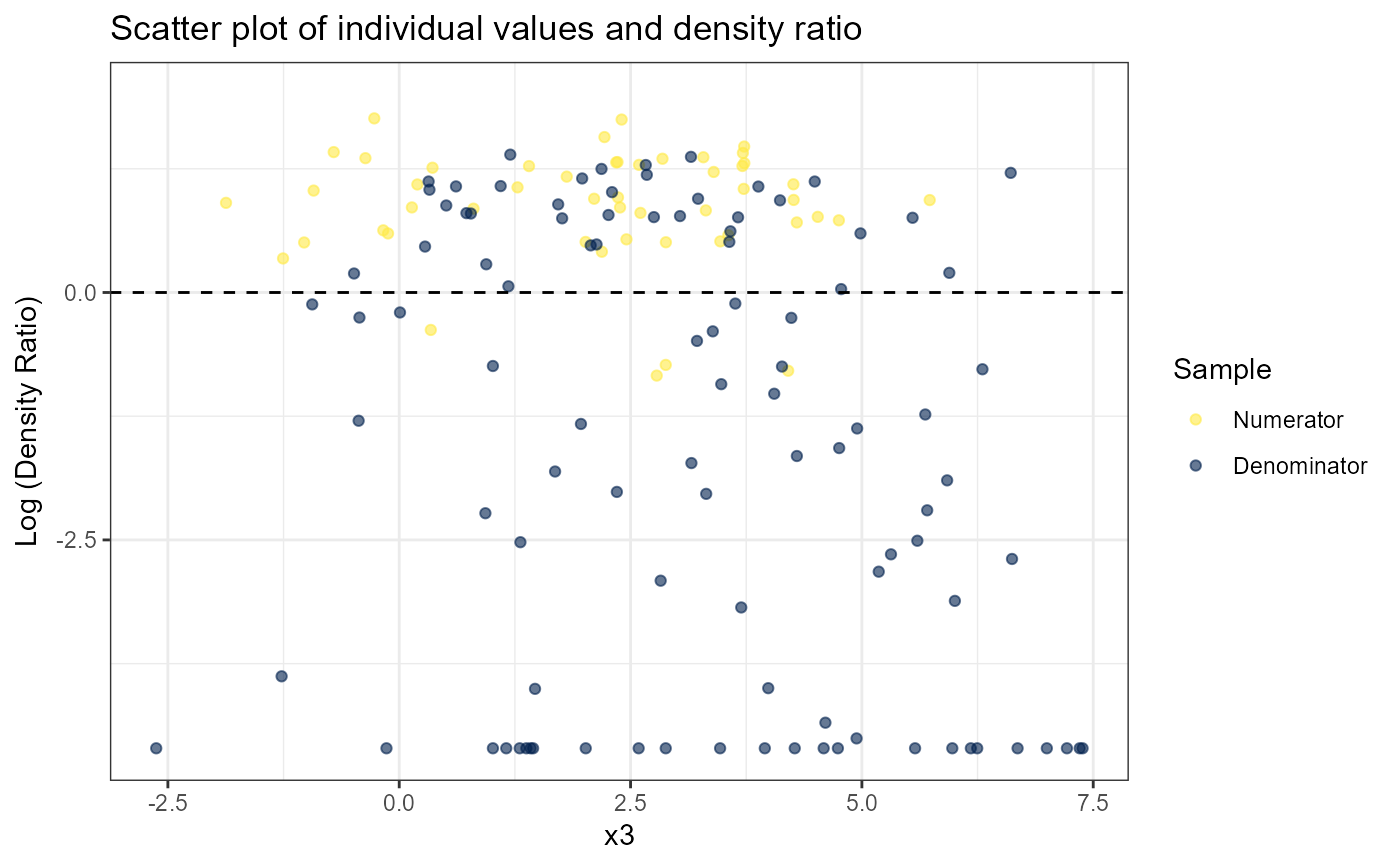 Scatter plot of individual values and density ratio
Log (Density Ratio)
0.0
-2.5
-2.5
0.0
2.5
5.0
7.5
x3
Sample
Numerator
Denominator